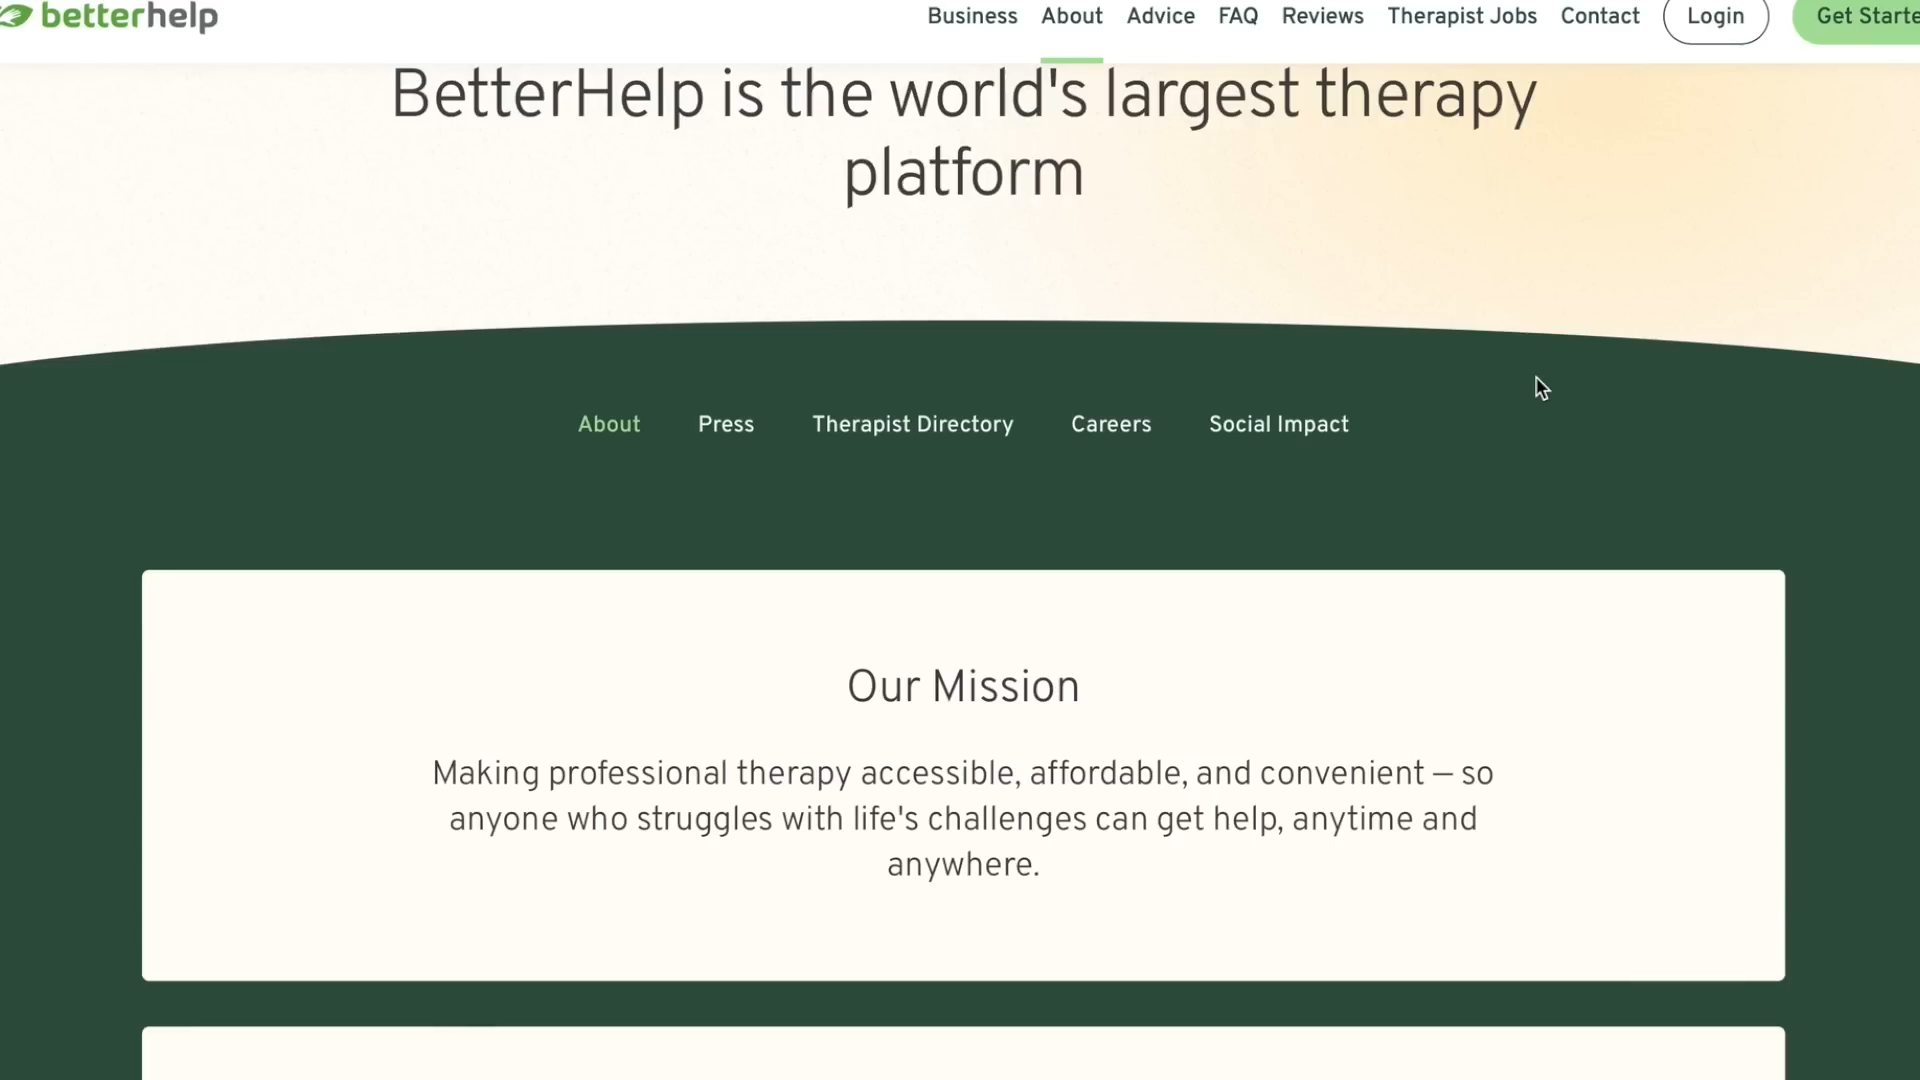 betterhelp
Business About Advice FAQ Reviews Therapist Jobs Contact Login Get Starte
BetterHelp is the world's largest therapy
platform
About Press Therapist Directory Careers Social Impact
Our Mission
Making professional therapy accessible, affordable, and convenient — so
anyone who struggles with life's challenges can get help, anytime and
anywhere.